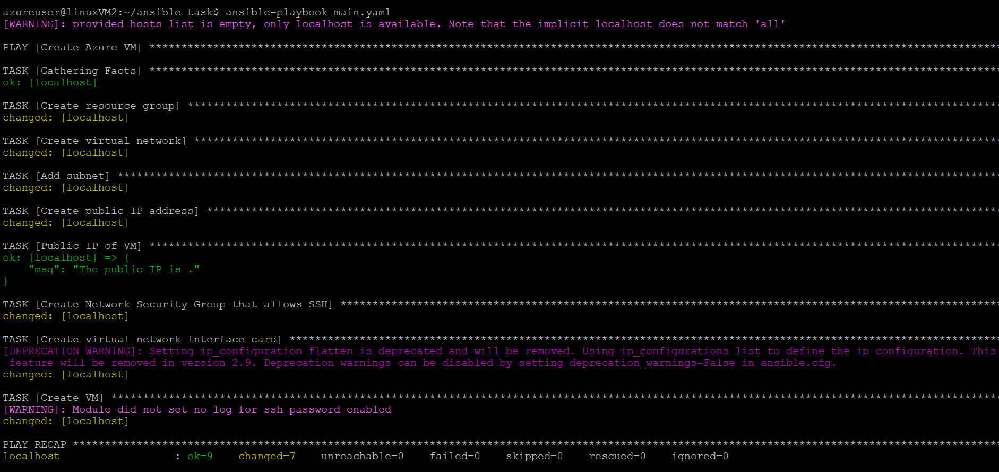 azureuser@linuxVM2:~/ansible_task$ ansible-playbook main.yaml
[WARNING]: provided hosts list is empty, only localhost is available. Note that the implicit localhost does not match 'all'
PLAY [Create Azure VM] *************************************************************************************************************************************
TASK [Gathering Facts] *************************************************************************************************************************************
ok: [localhost]
TASK [Create resource group] *******************************************************************************************************************************
changed: [localhost]
TASK [Create virtual network] ******************************************************************************************************************************
changed: [localhost]
TASK [Add subnet] ******************************************************************************************************************************************
changed: [localhost]
TASK [Create public IP address] ****************************************************************************************************************************
changed: [localhost]
TASK [Public IP of VM] *************************************************************************************************************************************
ok: [localhost] => {
    "msg": "The public IP is ."
}
TASK [Create Network Security Group that allows SSH] *******************************************************************************************************
changed: [localhost]
TASK [Create virtual network interface card] ***************************************************************************************************************
[DEPRECATION WARNING]: Setting ip_configuration flatten is deprecated and will be removed. Using ip_configurations list to define the ip configuration. This
 feature will be removed in version 2.9. Deprecation warnings can be disabled by setting deprecation_warnings=False in ansible.cfg.
changed: [localhost]
TASK [Create VM] *******************************************************************************************************************************************
[WARNING]: Module did not set no_log for ssh_password_enabled
changed: [localhost]
PLAY RECAP *************************************************************************************************************************************************
localhost                  : ok=9    changed=7    unreachable=0    failed=0    skipped=0    rescued=0    ignored=0